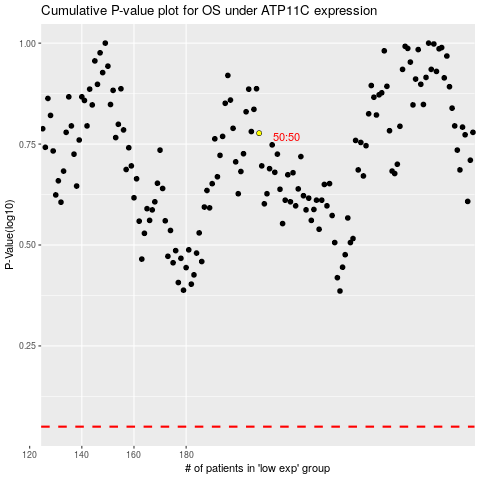 Cumulative P-value plot for OS under ATP11C expression
P-Value(log10)
1.00
0.75
0.50
0.25
50:50
120 140 160 180
# of patients in 'low exp' group